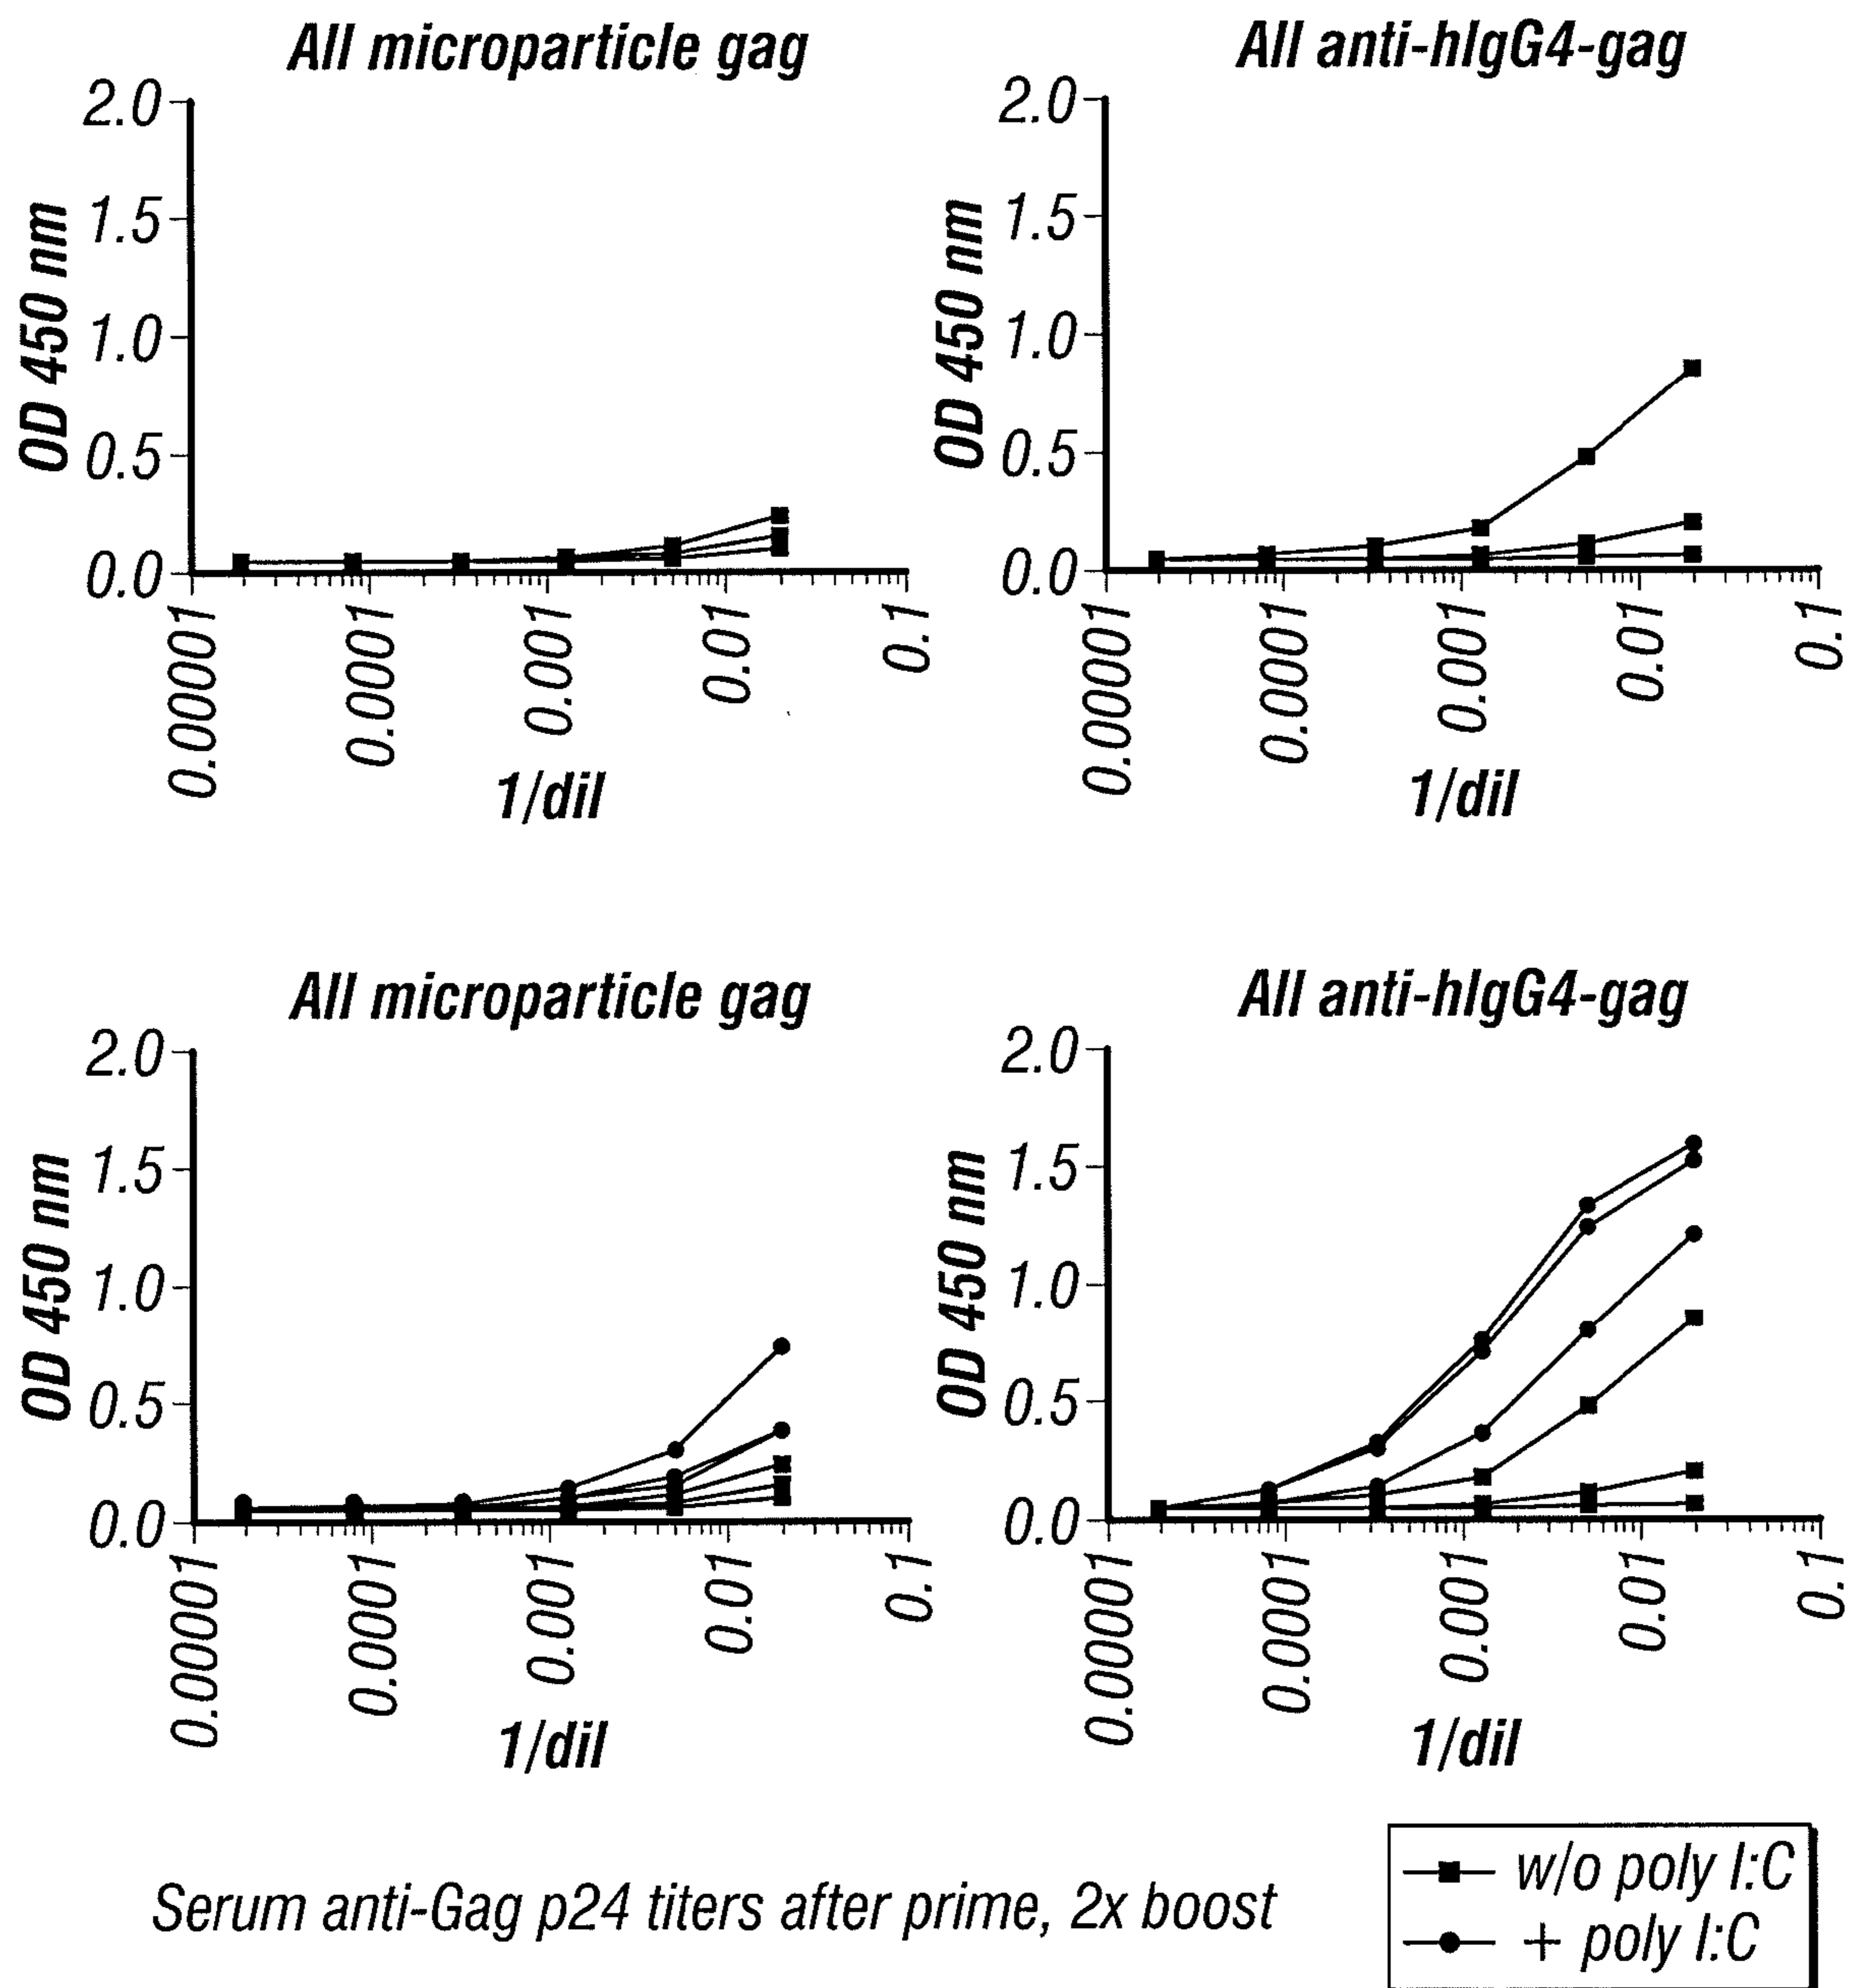 All microparticle gag
2.0
1.5
1.0
0.5
0.0
OD 450 nm
0.00001
0.0001
0.001
0.01
0.1
1/dil
All anti-hIgG4-gag
2.0
1.5
1.0
0.5
0.0
OD 450 nm
0.00001
0.0001
0.001
0.01
0.1
1/dil
All microparticle gag
2.0
1.5
1.0
0.5
0.0
OD 450 nm
0.00001
0.0001
0.001
0.01
0.1
1/dil
All anti-hIgG4-gag
2.0
1.5
1.0
0.5
0.0
OD 450 nm
0.00001
0.0001
0.001
0.01
0.1
1/dil
Serum anti-Gag p24 titers after prime, 2x boost
w/o poly I:C
+ poly I:C